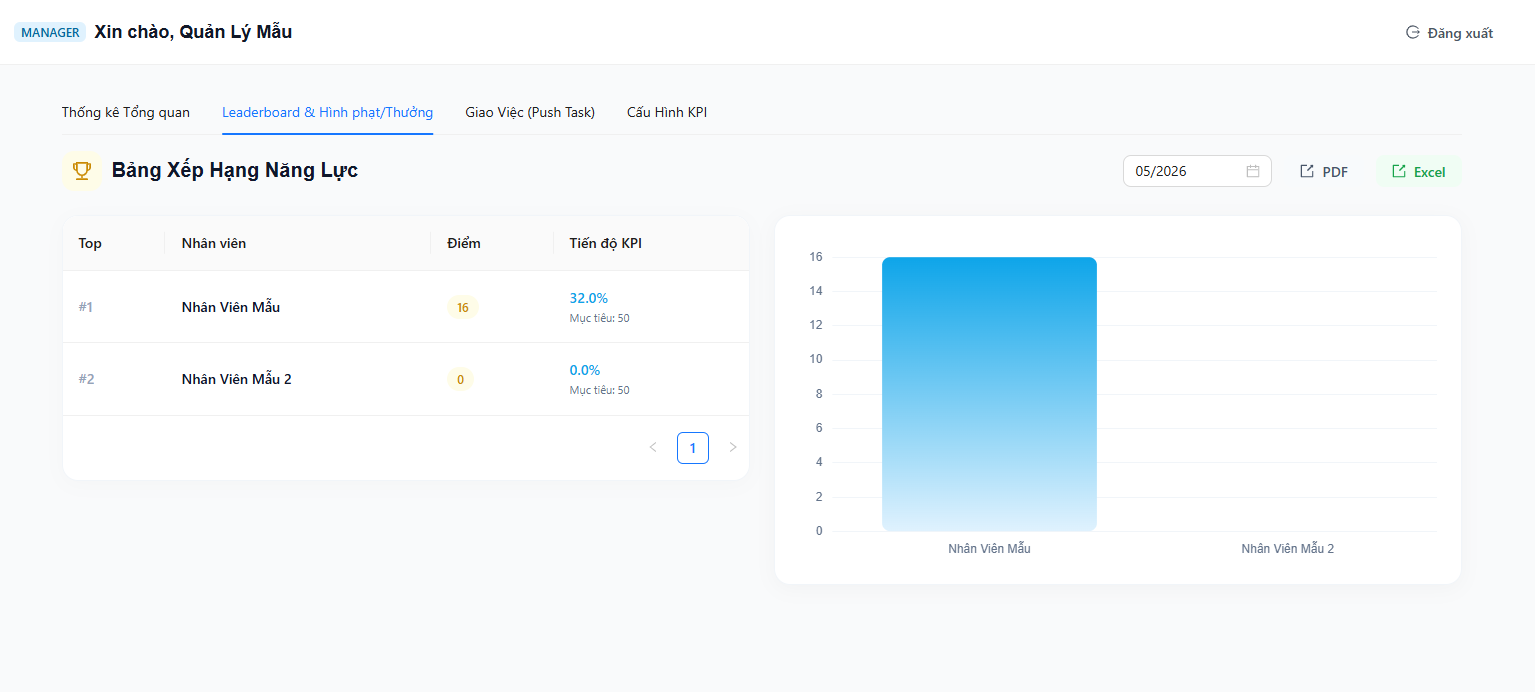 MANAGER Xin chào, Quản Lý Mẫu
Đăng xuất
Thống kê Tổng quan
Leaderboard & Hình phạt/Thưởng
Giao Việc (Push Task)
Cấu Hình KPI
Bảng Xếp Hạng Năng Lực
05/2026
PDF
Excel
Top Nhân viên Điểm Tiến độ KPI
#1 Nhân Viên Mẫu 16 32.0%
Mục tiêu: 50
#2 Nhân Viên Mẫu 2 0 0.0%
Mục tiêu: 50
1
16
14
12
10
8
6
4
2
0
Nhân Viên Mẫu
Nhân Viên Mẫu 2